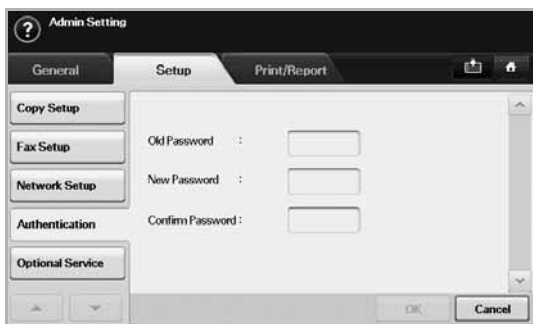 ?
Admin Setting
General
Setup
Print/Report
Copy Setup
Fax Setup
Network Setup
Authentication
Optional Service
Old Password :
New Password :
Confirm Password :
OK
Cancel